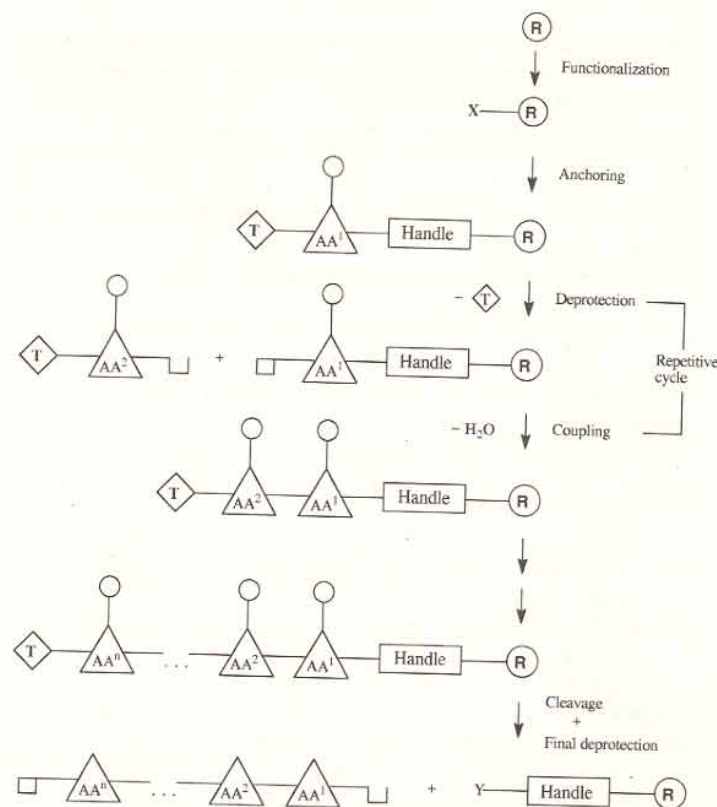 R
Functionalization
X R
Anchoring
T AA¹ Handle R
− T Deprotection
T AA² + AA¹ Handle R
Repetitive
cycle
− H₂O Coupling
T AA² AA¹ Handle R
T AAⁿ ... AA² AA¹ Handle R
Cleavage
+
Final deprotection
AAⁿ ... AA² AA¹ + Y Handle R